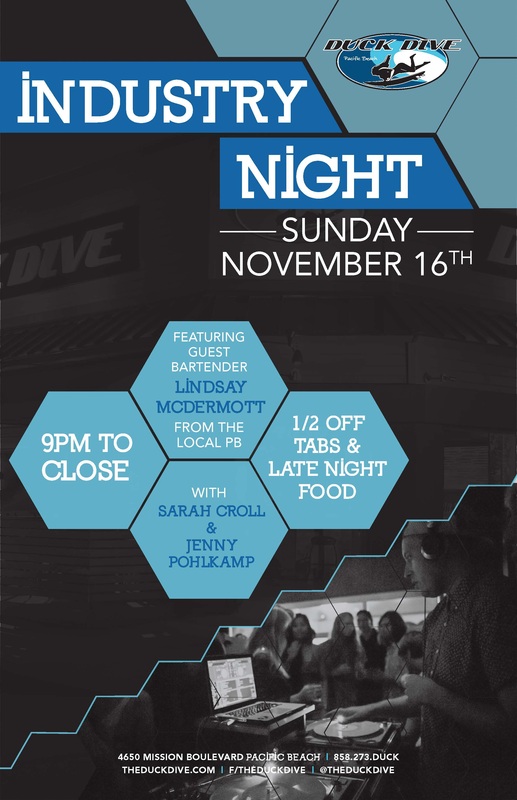 DUCK DIVE
Pacific Beach
INDUSTRY
NIGHT
SUNDAY
NOVEMBER 16TH
FEATURING
GUEST
BARTENDER
LINDSAY
MCDERMOTT
FROM THE
LOCAL PB
9PM TO
CLOSE
1/2 OFF
TABS &
LATE NIGHT
FOOD
WITH
SARAH CROLL
&
JENNY
POHLKAMP
4650 MISSION BOULEVARD PACIFIC BEACH | 858.273.DUCK
THEDUCKDIVE.COM | F/THEDUCKDIVE | @THEDUCKDIVE